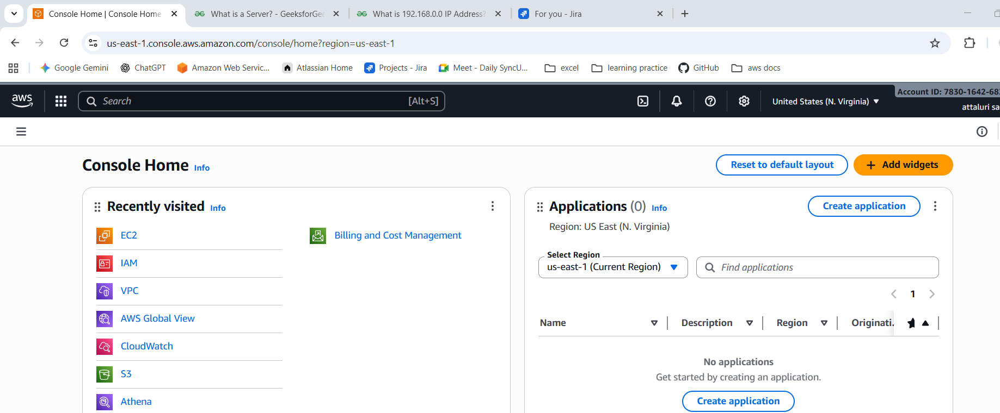 Console Home | Console Home
What is a Server? - GeeksforGee
What is 192.168.0.0 IP Address?
For you - Jira
us-east-1.console.aws.amazon.com/console/home?region=us-east-1
Google Gemini
ChatGPT
Amazon Web Servic...
Atlassian Home
Projects - Jira
Meet - Daily SyncU...
excel
learning practice
GitHub
aws docs
aws
Search
[Alt+S]
United States (N. Virginia)
Account ID: 7830-1642-68
attaluri sa
Console Home Info
Reset to default layout
+ Add widgets
Recently visited Info
EC2
IAM
VPC
AWS Global View
CloudWatch
S3
Athena
Billing and Cost Management
Applications (0) Info
Create application
Region: US East (N. Virginia)
Select Region
us-east-1 (Current Region)
Find applications
1
Name
Description
Region
Originati.
No applications
Get started by creating an application.
Create application